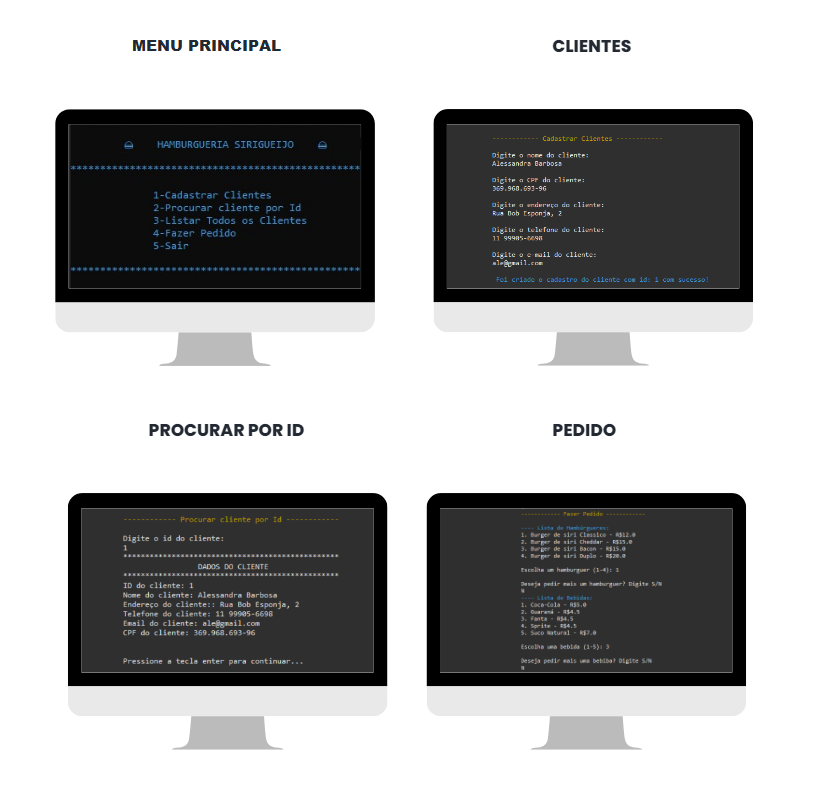 MENU PRINCIPAL
HAMBURGUERIA SIRIGUEIJO
****************************************************
1-Cadastrar Clientes
2-Procurar cliente por Id
3-Listar Todos os Clientes
4-Fazer Pedido
5-Sair
****************************************************
CLIENTES
------------ Cadastrar Clientes ------------
Digite o nome do cliente:
Alessandra Barbosa
Digite o CPF do cliente:
369.968.693-96
Digite o endereço do cliente:
Rua Bob Esponja, 2
Digite o telefone do cliente:
11 99905-6698
Digite o e-mail do cliente:
ale@gmail.com
Foi criado o cadastro do cliente com id: 1 com sucesso!
PROCURAR POR ID
------------ Procurar cliente por Id ------------
Digite o id do cliente:
1
*************************************************
DADOS DO CLIENTE
*************************************************
ID do cliente: 1
Nome do cliente: Alessandra Barbosa
Endereço do cliente:: Rua Bob Esponja, 2
Telefone do cliente: 11 99905-6698
Email do cliente: ale@gmail.com
CPF do cliente: 369.968.693-96
Pressione a tecla enter para continuar...
PEDIDO
------------ Fazer Pedido ------------
---- Lista de Hambúrgueres:
1. Burger de siri Classico - R$12.0
2. Burger de siri Cheddar - R$15.0
3. Burger de siri Bacon - R$15.0
4. Burger de siri Duplo - R$20.0
Escolha um hamburguer (1-4): 1
Deseja pedir mais um hamburguer? Digite S/N
N
---- Lista de Bebidas:
1. Coca-Cola - R$5.0
2. Guaraná - R$4.5
3. Fanta - R$4.5
4. Sprite - R$4.5
5. Suco Natural - R$7.0
Escolha uma bebida (1-5): 3
Deseja pedir mais uma bebiba? Digite S/N
N